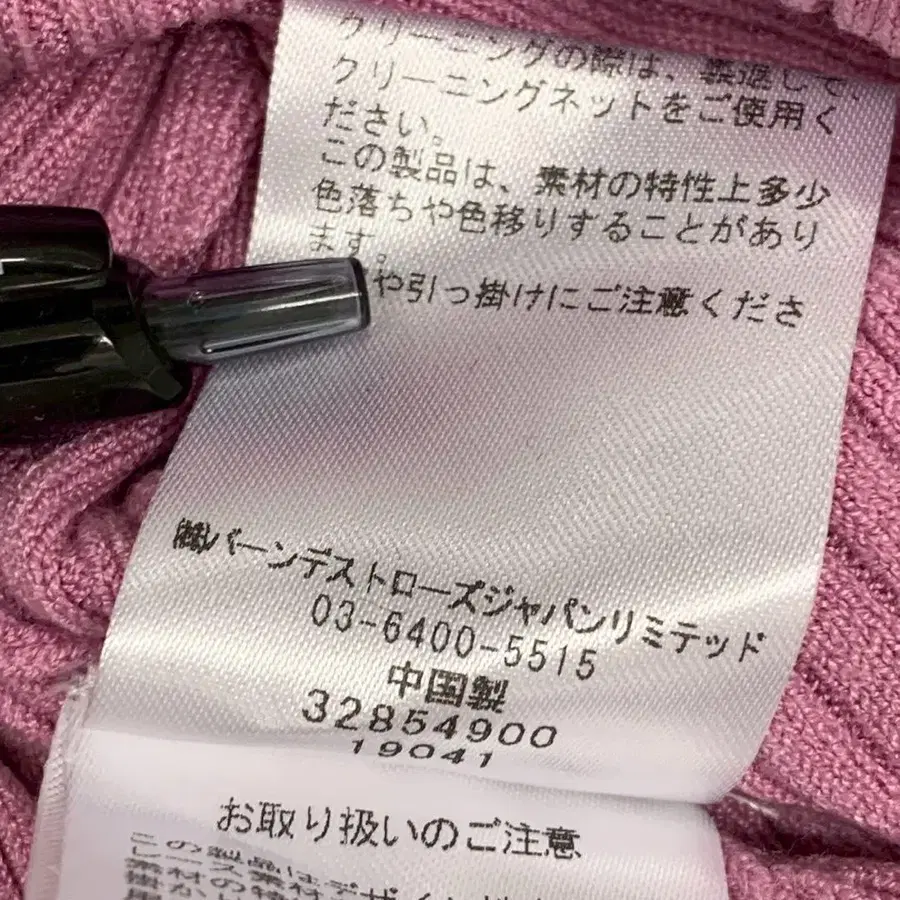 クリーニングの際は、裏返して、
クリーニングネットをご使用く
ださい。
この製品は、素材の特性上多少
色落ちや色移りすることがあり
ます。
や引っ掛けにご注意くださ
㈱バーンデストローズジャパンリミテッド
03-6400-5515
中国製
32854900
19041
お取り扱いのご注意